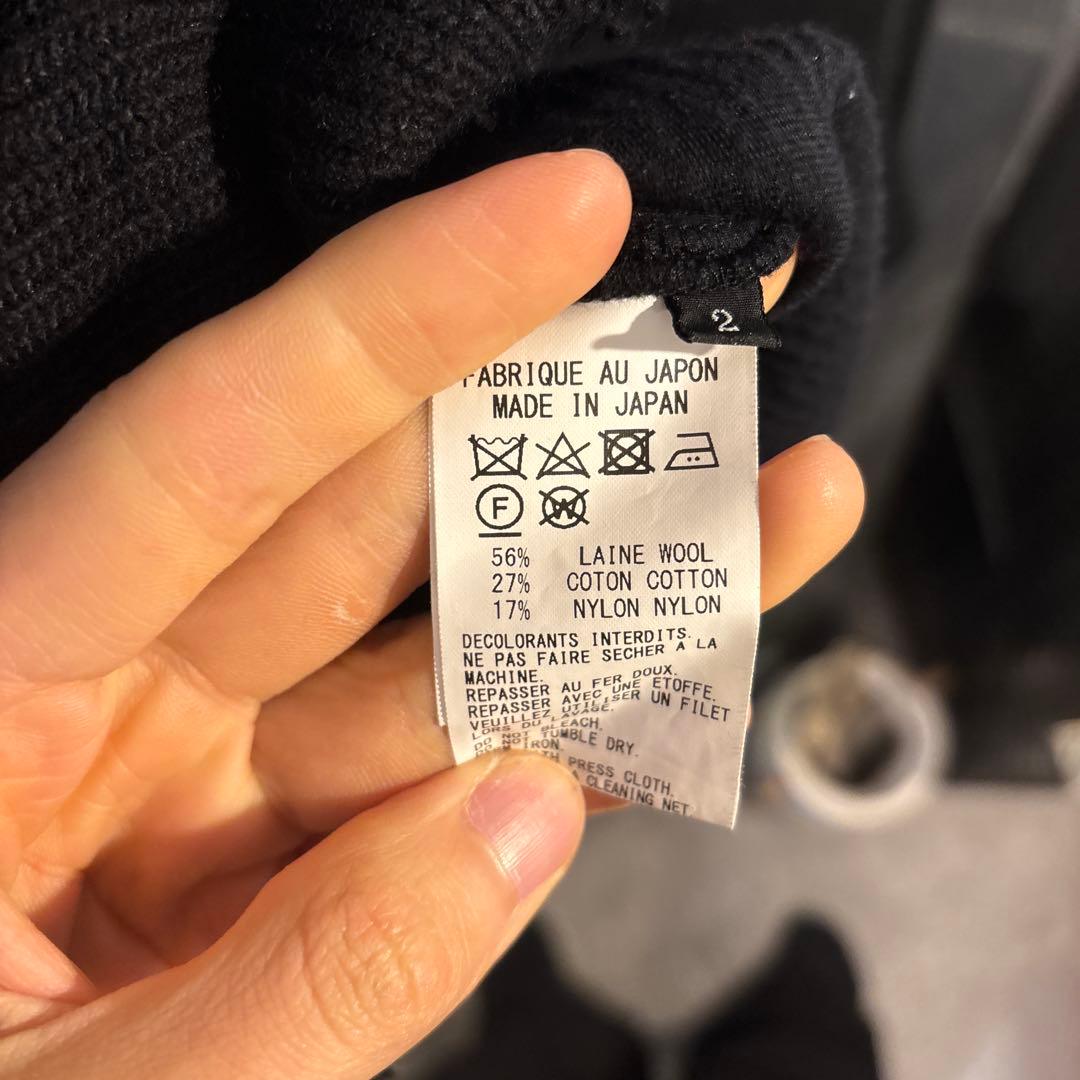 2
FABRIQUE AU JAPON
MADE IN JAPAN
F W
56% LAINE WOOL
27% COTON COTTON
17% NYLON NYLON
DECOLORANTS INTERDITS.
NE PAS FAIRE SECHER A LA
MACHINE.
REPASSER AU FER DOUX.
REPASSER AVEC UNE ETOFFE.
VEUILLEZ UTILISER UN FILET
LORS DU LAVAGE.
DO NOT BLEACH.
DO NOT TUMBLE DRY.
IRON.
PRESS CLOTH.
A CLEANING NET.